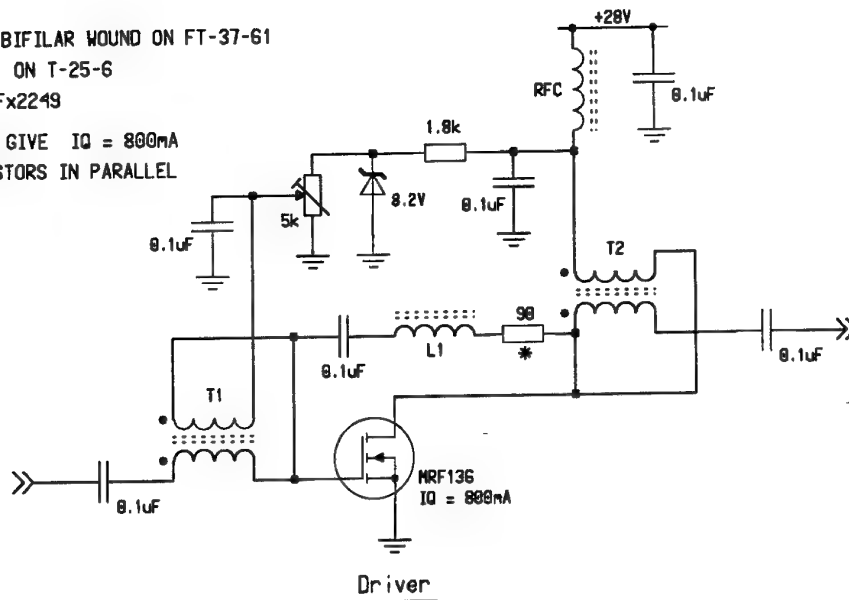 BIFILAR WOUND ON FT-37-61
ON T-25-6
Fx2249
GIVE IQ = 800mA
STORS IN PARALLEL
+28V
RFC
0.1uF
1.8k
5k
8.2V
0.1uF
0.1uF
T2
90
*
L1
0.1uF
0.1uF
T1
0.1uF
MRF136
IQ = 800mA
Driver